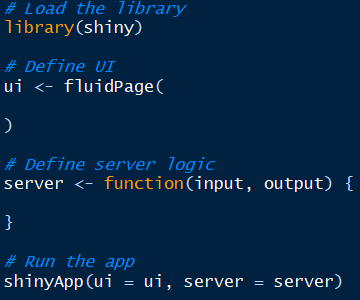 # Load the library
library(shiny)
# Define UI
ui <- fluidPage(
)
# Define server logic
server <- function(input, output) {
}
# Run the app
shinyApp(ui = ui, server = server)